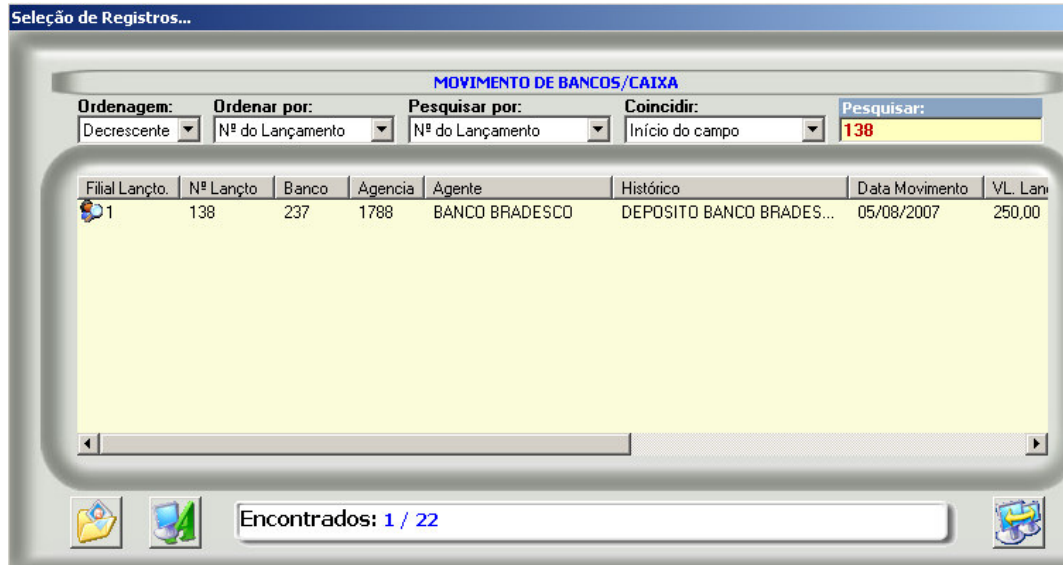 Seleção de Registros...
MOVIMENTO DE BANCOS/CAIXA
Ordenagem: Ordenar por: Pesquisar por: Coincidir: Pesquisar:
Decrescente Nº do Lançamento Nº do Lançamento Início do campo 138
Filial Lançto. Nº Lançto Banco Agencia Agente Histórico Data Movimento VL. Lan
1 138 237 1788 BANCO BRADESCO DEPOSITO BANCO BRADES... 05/08/2007 250,00
Encontrados: 1 / 22